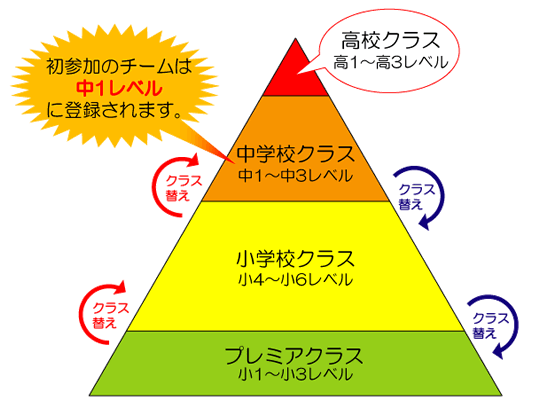 高校クラス
高1〜高3レベル
初参加のチームは
中1レベル
に登録されます。
中学校クラス
中1〜中3レベル
クラス
替え
クラス
替え
小学校クラス
小4〜小6レベル
クラス
替え
クラス
替え
プレミアクラス
小1〜小3レベル